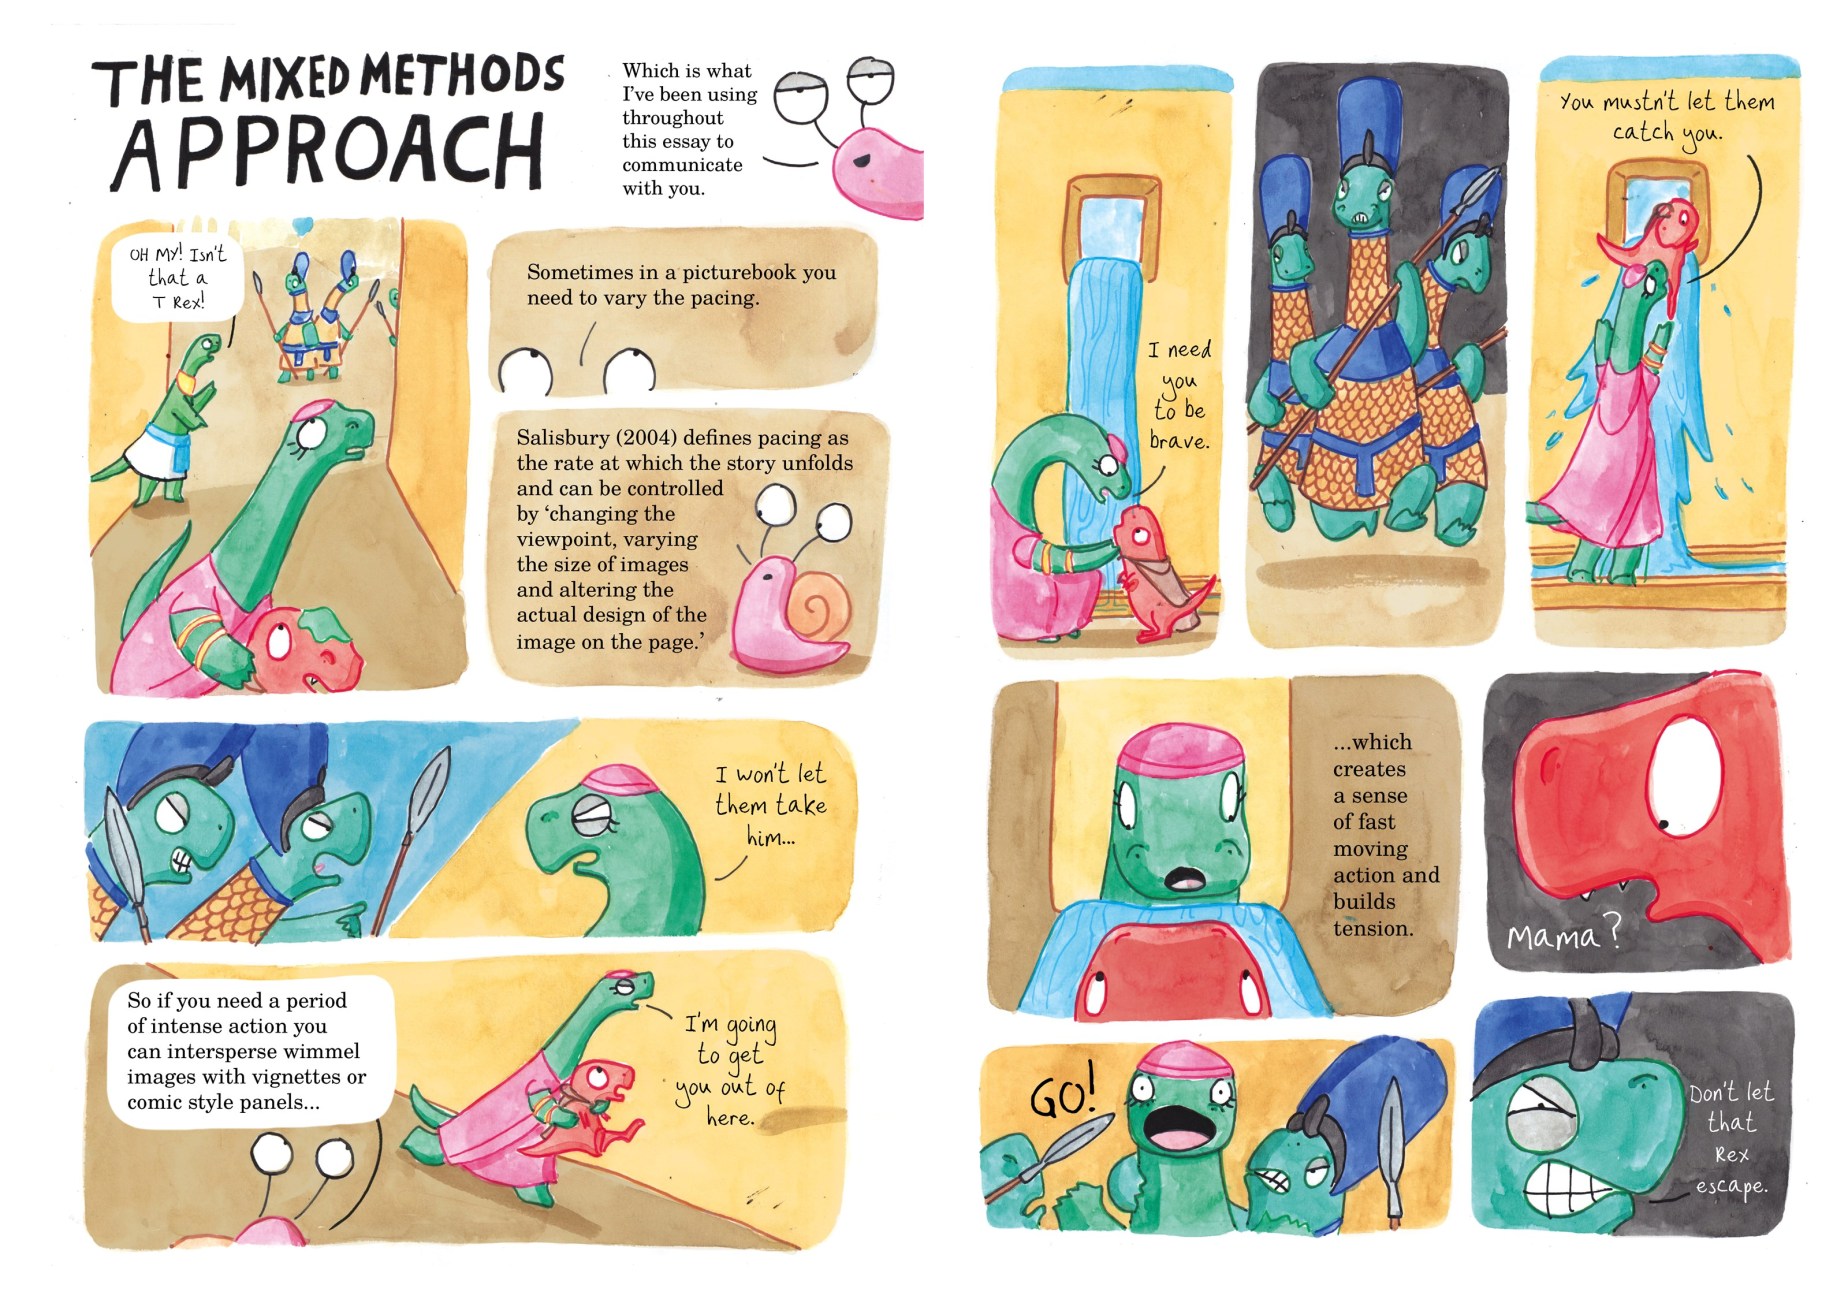 THE MIXED METHODS
APPROACH
Which is what
I've been using
throughout
this essay to
communicate
with you.
OH MY! Isn't
that a
T Rex!
Sometimes in a picturebook you
need to vary the pacing.
Salisbury (2004) defines pacing as
the rate at which the story unfolds
and can be controlled
by ‘changing the
viewpoint, varying
the size of images
and altering the
actual design of the
image on the page.’
I won't let
them take
him...
So if you need a period
of intense action you
can intersperse wimmel
images with vignettes or
comic style panels...
I'm going
to get
you out of
here.
I need
you
to be
brave.
You mustn't let them
catch you.
...which
creates
a sense
of fast
moving
action and
builds
tension.
Mama?
GO!
Don't let
that
Rex
escape.